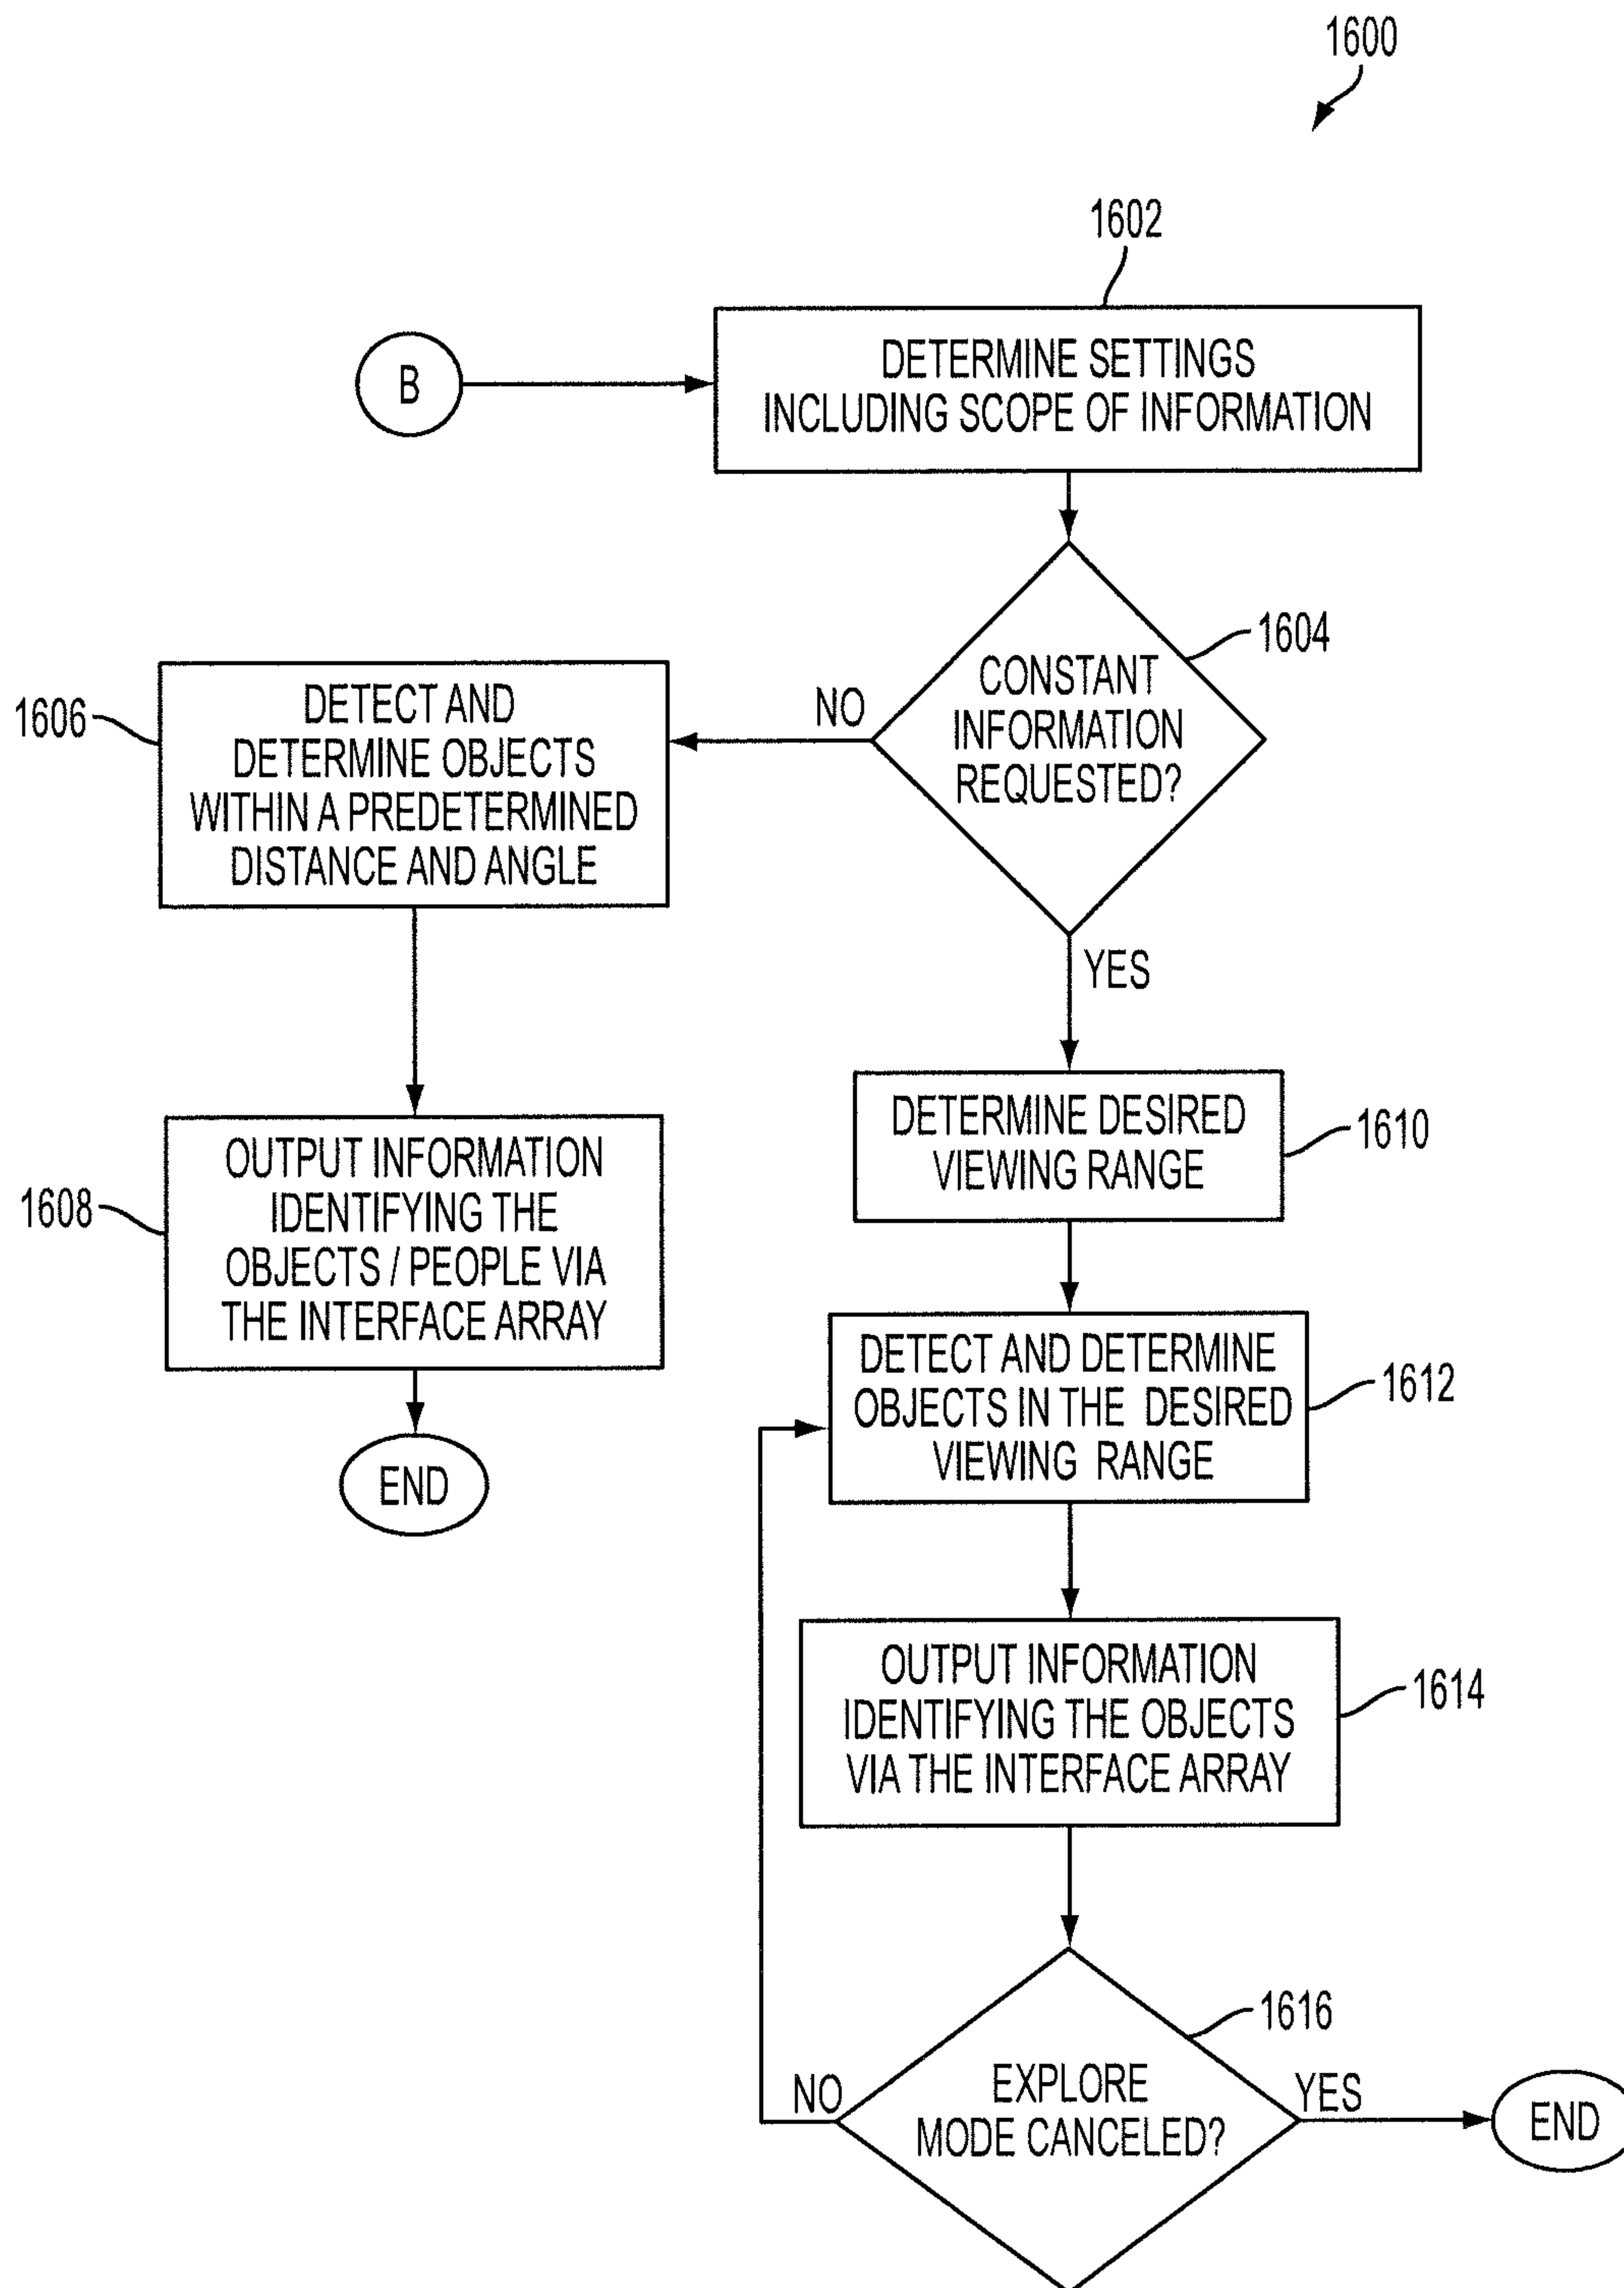 1600
1602
B
DETERMINE SETTINGS
INCLUDING SCOPE OF INFORMATION
1604
CONSTANT
INFORMATION
REQUESTED?
NO
1606
DETECT AND
DETERMINE OBJECTS
WITHIN A PREDETERMINED
DISTANCE AND ANGLE
YES
1608
OUTPUT INFORMATION
IDENTIFYING THE
OBJECTS / PEOPLE VIA
THE INTERFACE ARRAY
END
DETERMINE DESIRED
VIEWING RANGE
1610
DETECT AND DETERMINE
OBJECTS IN THE DESIRED
VIEWING RANGE
1612
OUTPUT INFORMATION
IDENTIFYING THE OBJECTS
VIA THE INTERFACE ARRAY
1614
1616
EXPLORE
MODE CANCELED?
NO
YES
END